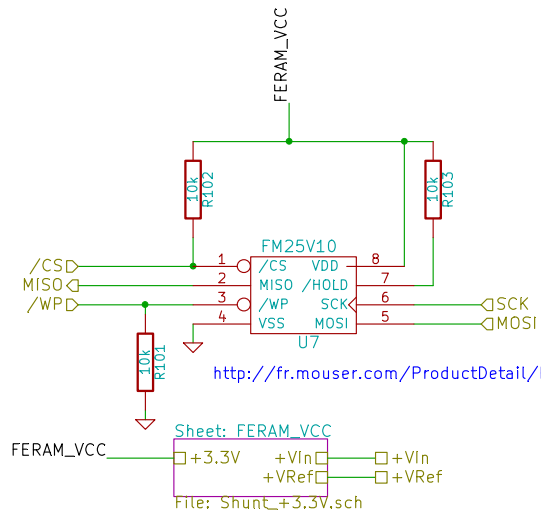 FERAM_VCC
10k
R102
10k
R103
FM25V10
/CS
1
/CS
VDD
8
MISO
2
MISO
/HOLD
7
/WP
3
/WP
SCK
6
SCK
4
VSS
MOSI
5
MOSI
U7
10k
R101
http://fr.mouser.com/ProductDetail/
Sheet: FERAM_VCC
FERAM_VCC
+3.3V
+Vin
+Vin
+VRef
+VRef
File: Shunt_+3.3V.sch